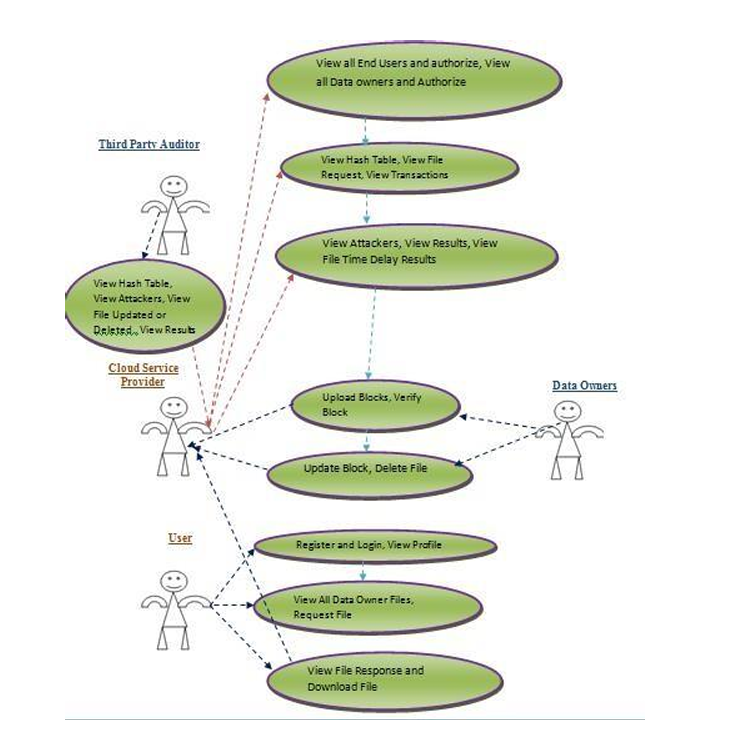 View all End Users and authorize, View
all Data owners and Authorize
Third Party Auditor
View Hash Table, View File
Request, View Transactions
View Attackers, View Results, View
File Time Delay Results
View Hash Table,
View Attackers, View
File Updated or
Deleted., View Results
Cloud Service
Provider
Upload Blocks, Verify
Block
Data Owners
Update Block, Delete File
User
Register and Login, View Profile
View All Data Owner Files,
Request File
View File Response and
Download File